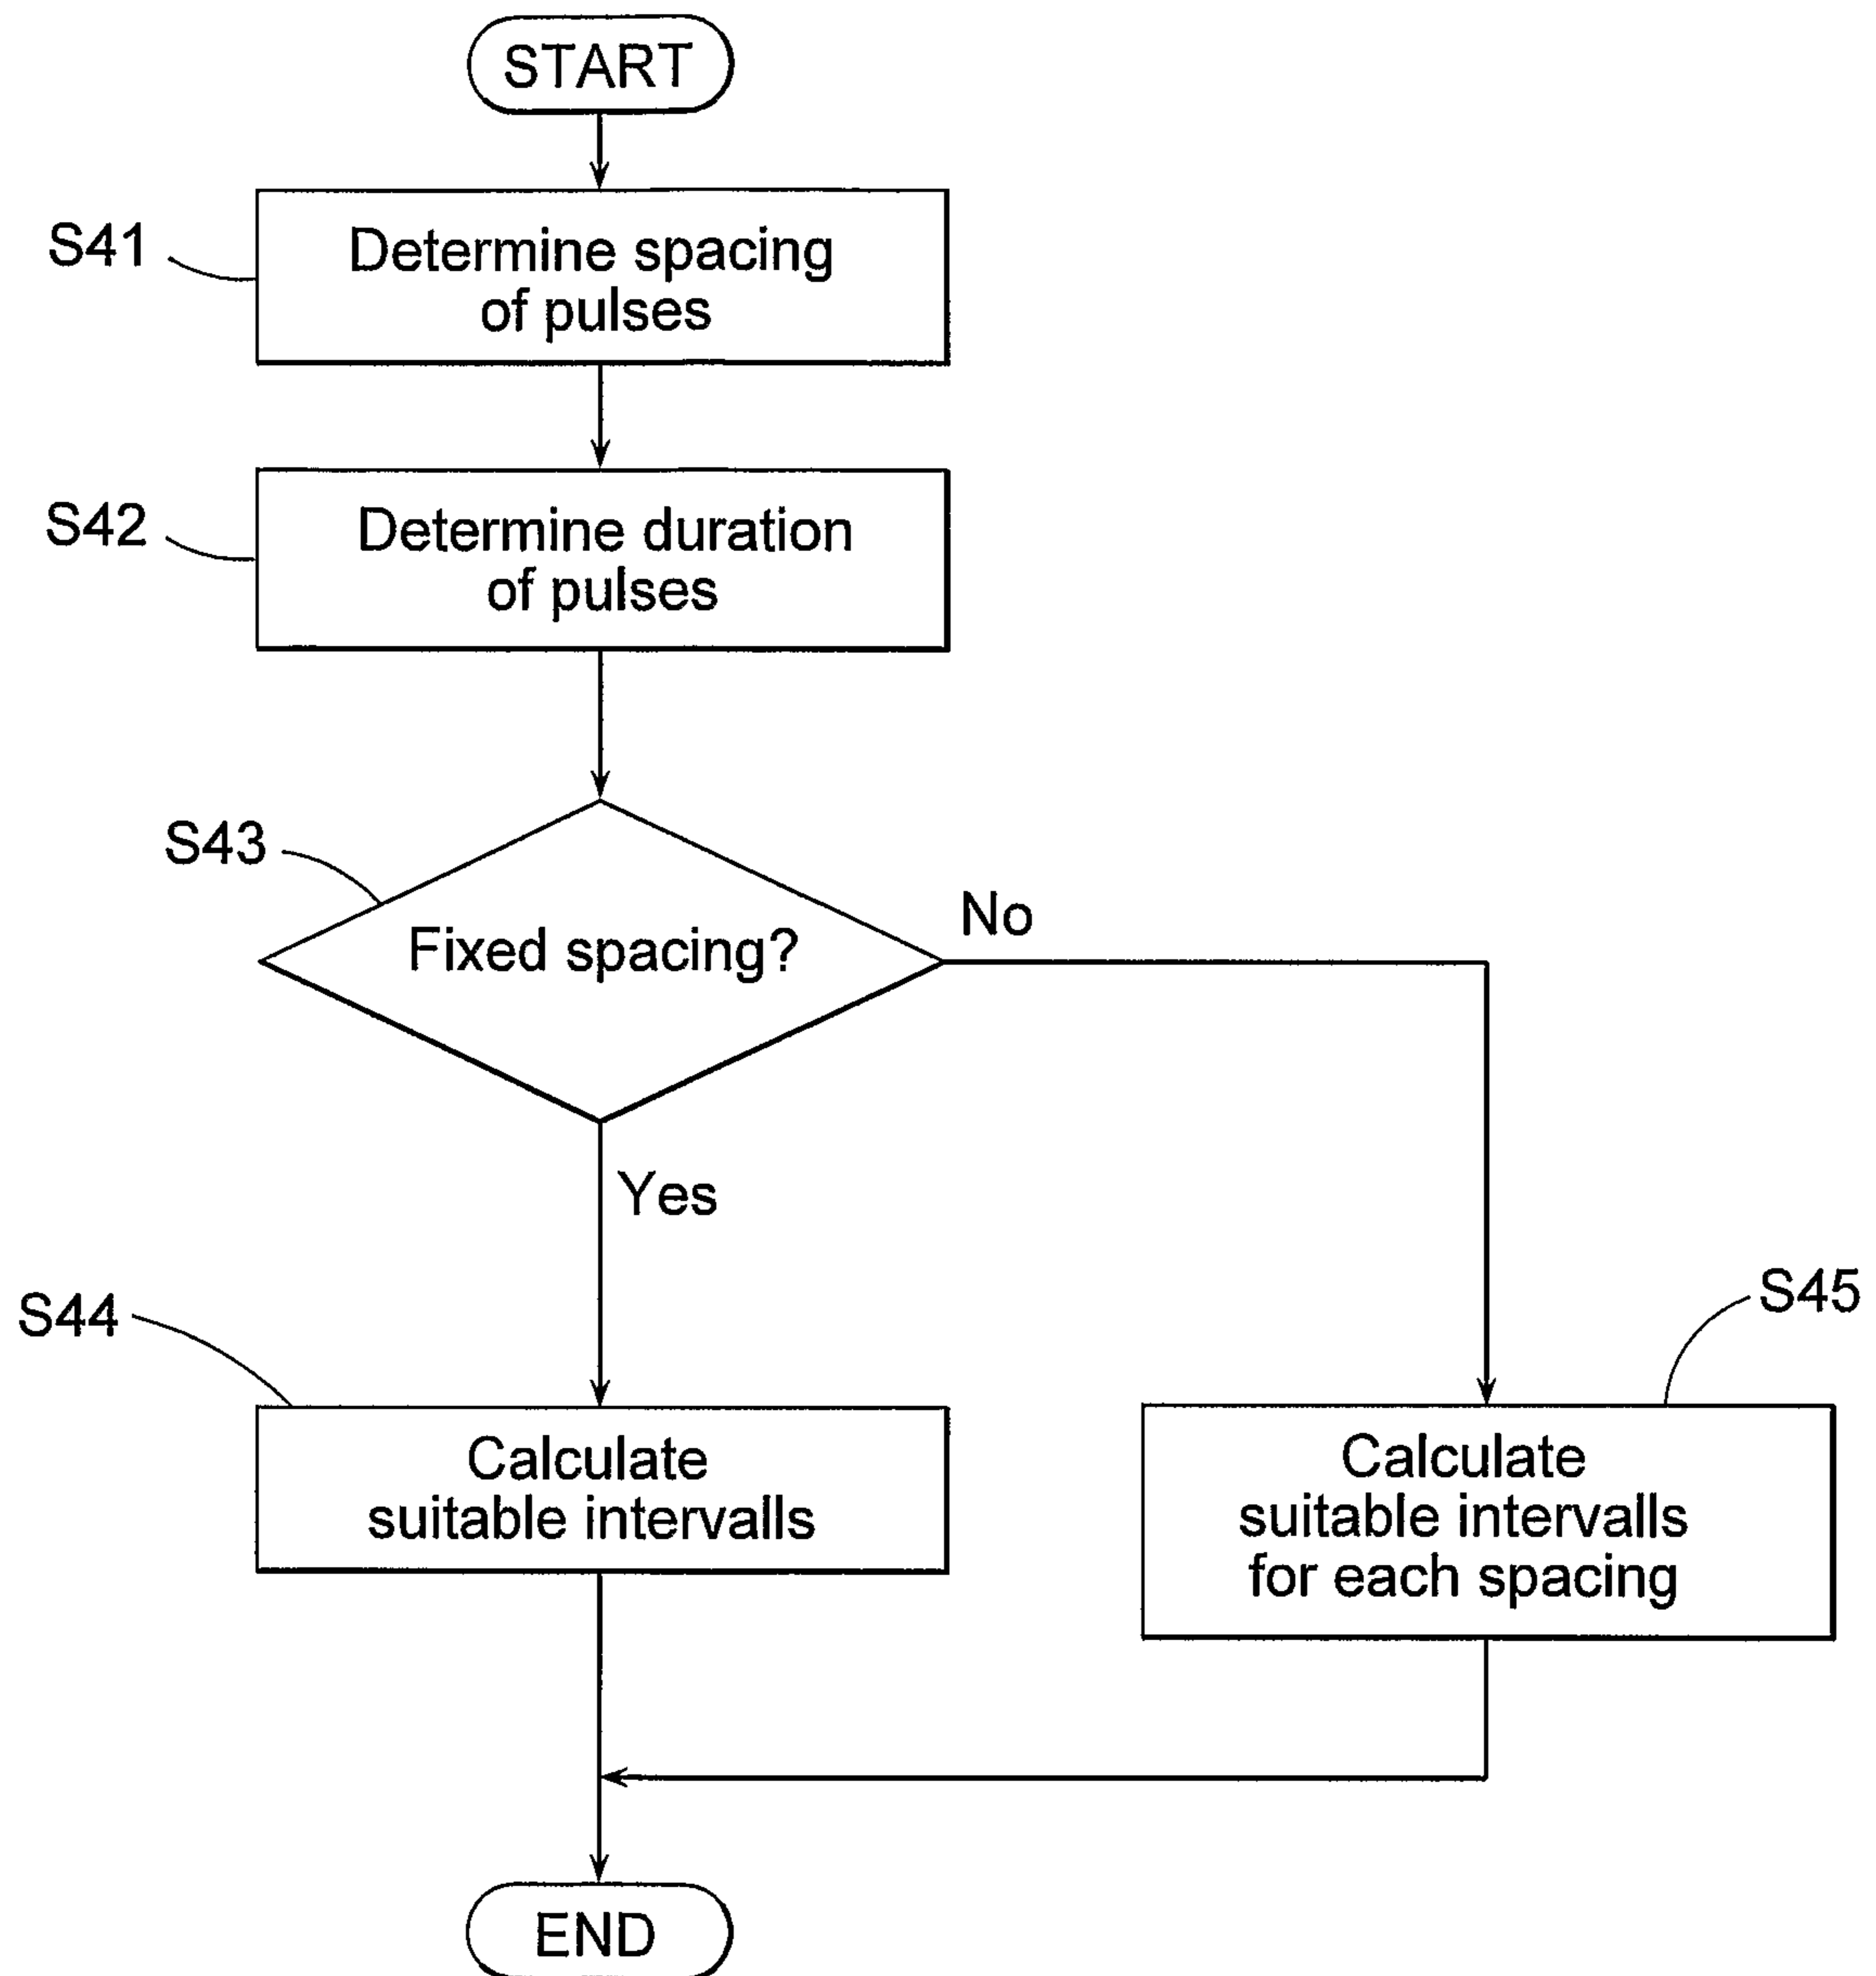 START
S41
Determine spacing
of pulses
S42
Determine duration
of pulses
S43
Fixed spacing?
No
Yes
S44
Calculate
suitable intervalls
S45
Calculate
suitable intervalls
for each spacing
END